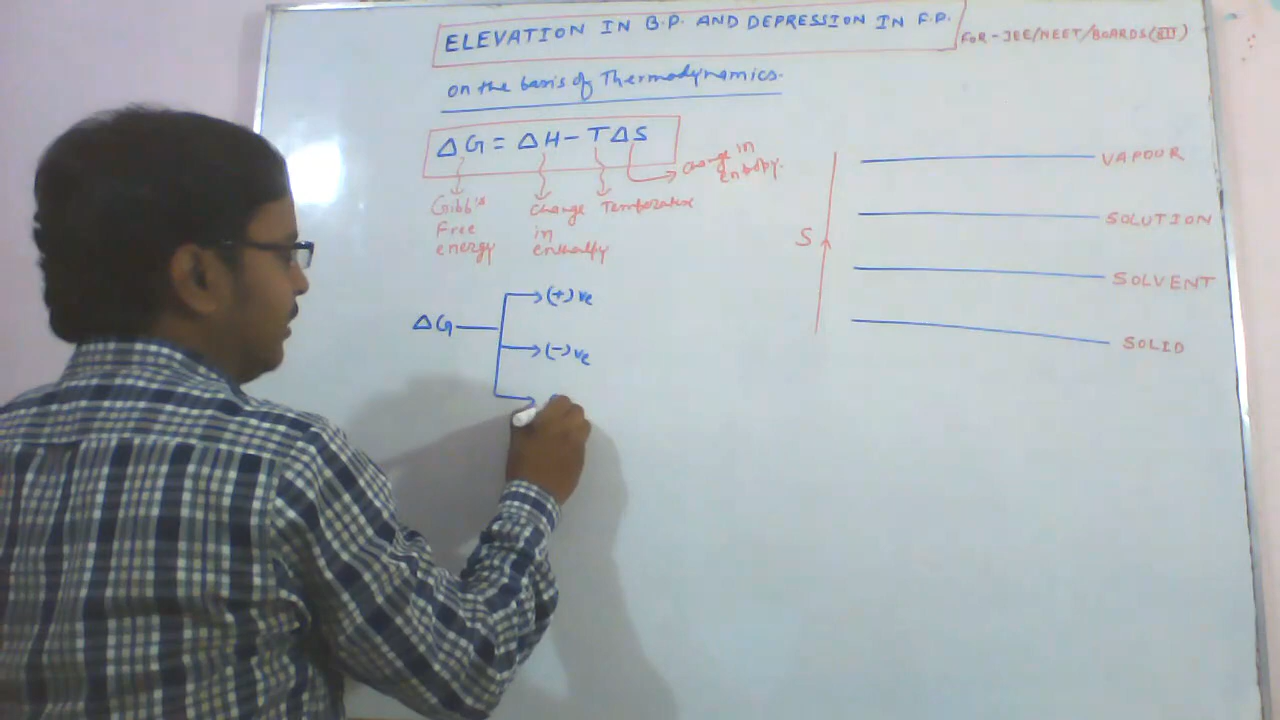 ELEVATION IN B.P. AND DEPRESSION IN F.P.
FOR - JEE/NEET/BOARDS(XII)
on the basis of Thermodynamics.
ΔG = ΔH - TΔS
Change in
entropy.
Gibb's
Free
energy
Change
in
enthalpy
Temperature
ΔG
(+)ve
(-)ve
S
VAPOUR
SOLUTION
SOLVENT
SOLID